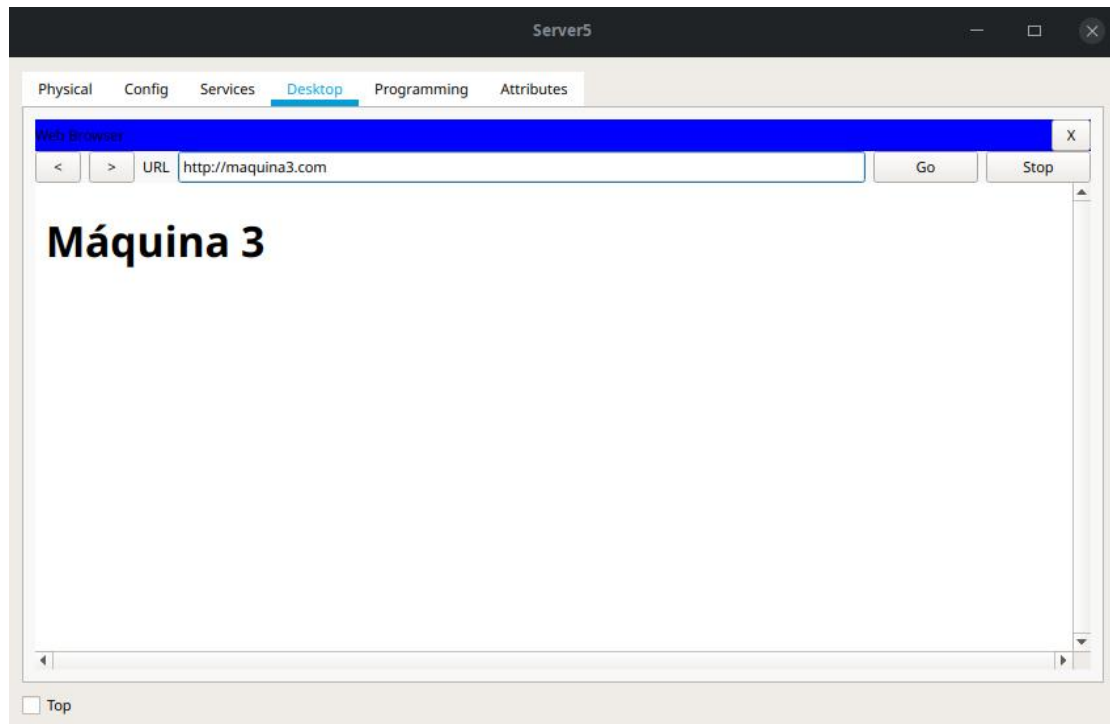 Server5
Physical Config Services Desktop Programming Attributes
Web Browser X
< > URL http://maquina3.com Go Stop
Máquina 3
Top